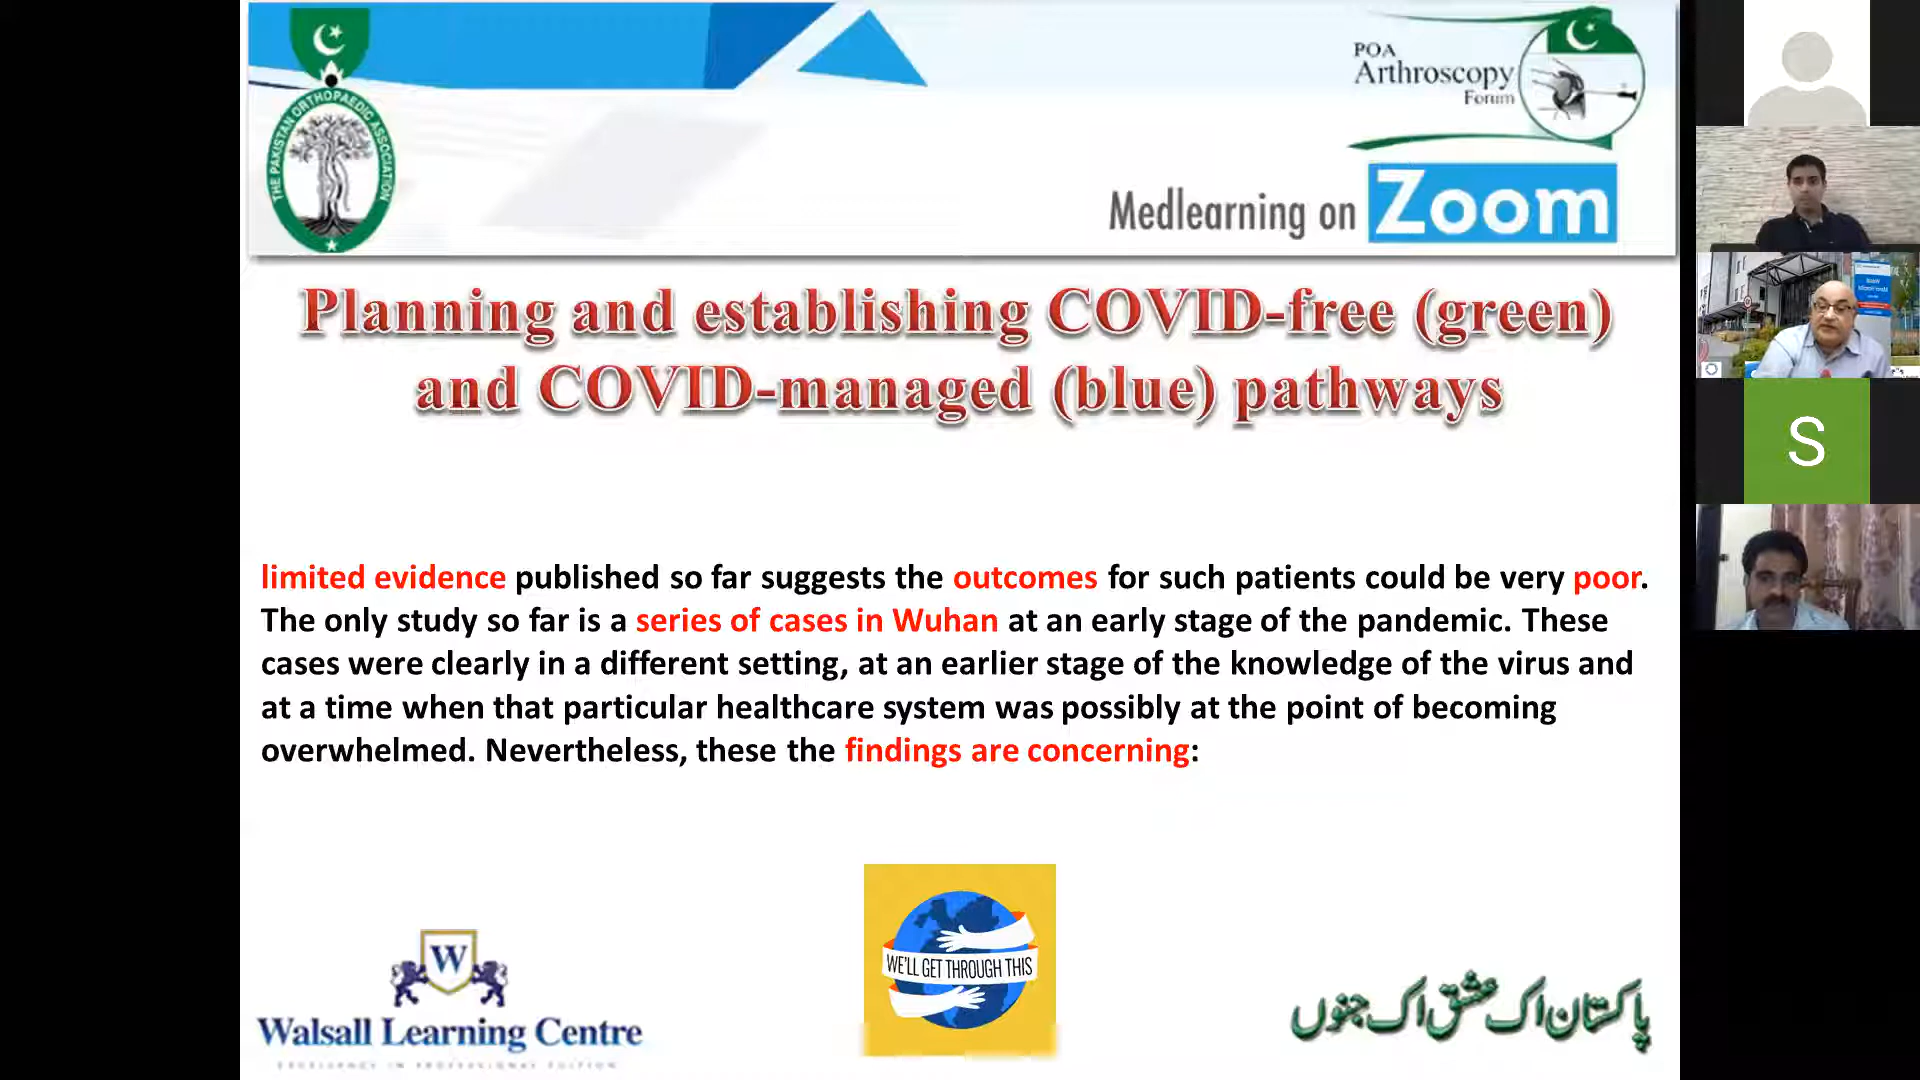 THE PAKISTAN ORTHOPAEDIC ASSOCIATION
POA
Arthroscopy
Forum
Medlearning on Zoom
Planning and establishing COVID-free (green)
and COVID-managed (blue) pathways
limited evidence published so far suggests the outcomes for such patients could be very poor.
The only study so far is a series of cases in Wuhan at an early stage of the pandemic. These
cases were clearly in a different setting, at an earlier stage of the knowledge of the virus and
at a time when that particular healthcare system was possibly at the point of becoming
overwhelmed. Nevertheless, these the findings are concerning:
W
Walsall Learning Centre
EXCELLENCE IN PROFESSIONAL TUITION
WE'LL GET THROUGH THIS
پاکستان اک عشق اک جنوں
S